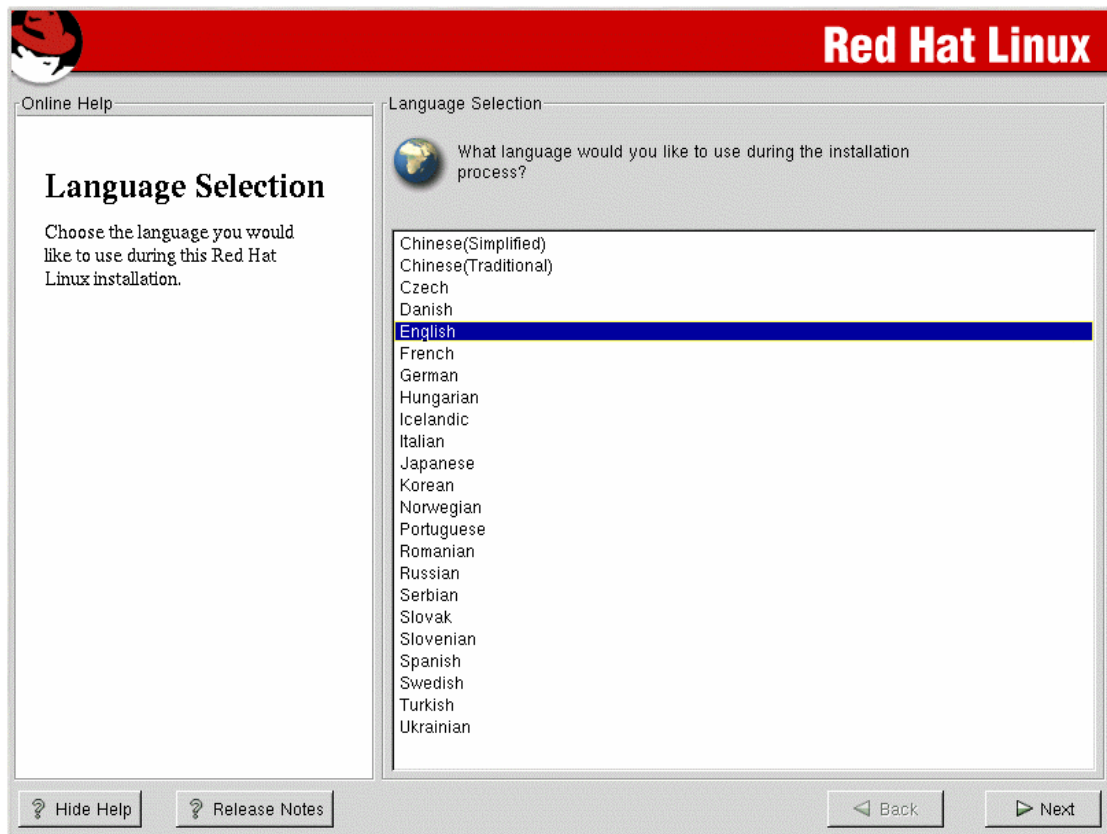 Red Hat Linux
Online Help
Language Selection
Choose the language you would
like to use during this Red Hat
Linux installation.
Language Selection
What language would you like to use during the installation
process?
Chinese(Simplified)
Chinese(Traditional)
Czech
Danish
English
French
German
Hungarian
Icelandic
Italian
Japanese
Korean
Norwegian
Portuguese
Romanian
Russian
Serbian
Slovak
Slovenian
Spanish
Swedish
Turkish
Ukrainian
Hide Help
Release Notes
Back
Next